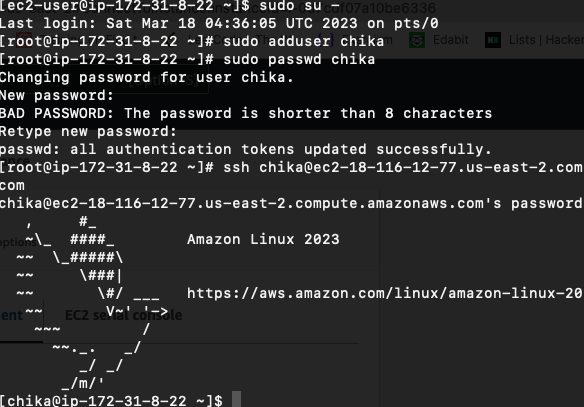 [ec2-user@ip-172-31-8-22 ~]$ sudo su -
Last login: Sat Mar 18 04:36:05 UTC 2023 on pts/0
[root@ip-172-31-8-22 ~]# sudo adduser chika
Edabit
Lists | Hacker
[root@ip-172-31-8-22 ~]# sudo passwd chika
Changing password for user chika.
New password:
BAD PASSWORD: The password is shorter than 8 characters
Retype new password:
passwd: all authentication tokens updated successfully.
[root@ip-172-31-8-22 ~]# ssh chika@ec2-18-116-12-77.us-east-2.com
com
chika@ec2-18-116-12-77.us-east-2.compute.amazonaws.com's password
Amazon Linux 2023
https://aws.amazon.com/linux/amazon-linux-20
EC2 serial console
[chika@ip-172-31-8-22 ~]$